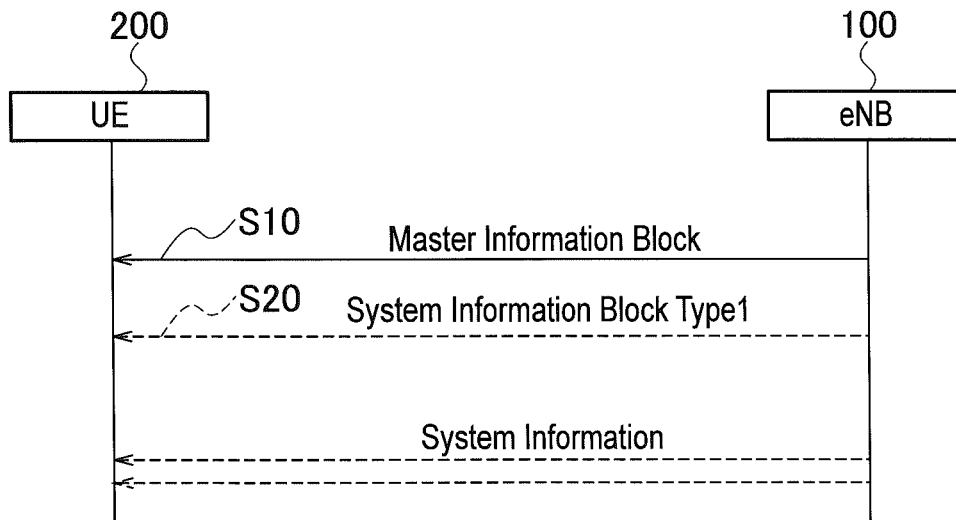 200
100
UE
eNB
S10
Master Information Block
S20
System Information Block Type1
System Information